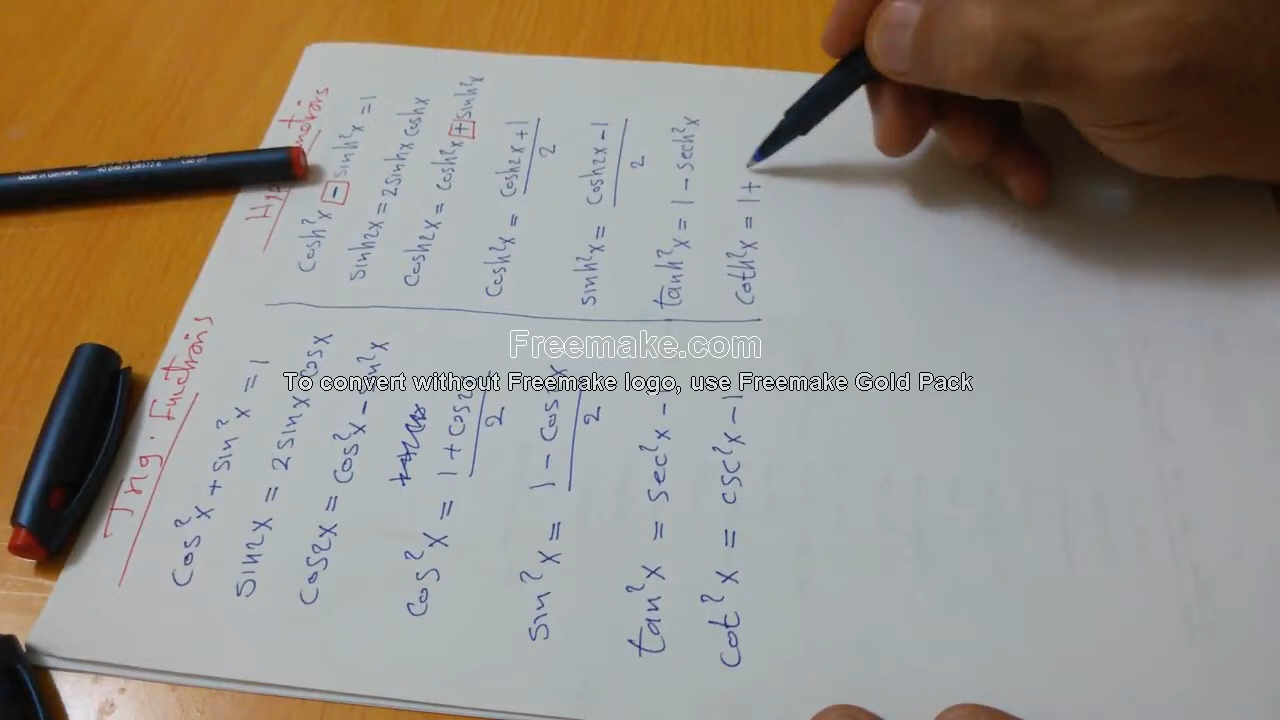 Trig. Functions
cos²x + sin²x = 1
sin2x = 2sinx cosx
cos2x = cos²x - sin²x
cos²x = 1 + cos2x / 2
sin²x = 1 - cos2x / 2
tan²x = sec²x - 1
cot²x = csc²x - 1
cosh²x - sinh²x = 1
sinh2x = 2sinhx coshx
cosh2x = cosh²x + sinh²x
cosh²x = cosh2x + 1 / 2
sinh²x = cosh2x - 1 / 2
tanh²x = 1 - sech²x
coth²x = 1 +
Made in Germany
Freemake.com
To convert without Freemake logo, use Freemake Gold Pack